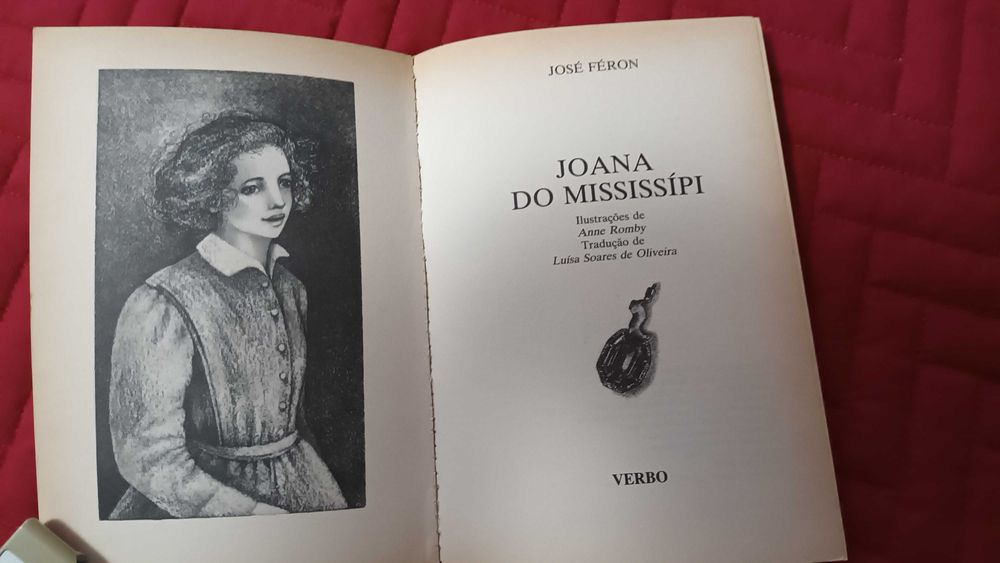 JOSÉ FÉRON
JOANA
DO MISSISSÍPI
Ilustrações de
Anne Romby
Tradução de
Luísa Soares de Oliveira
VERBO